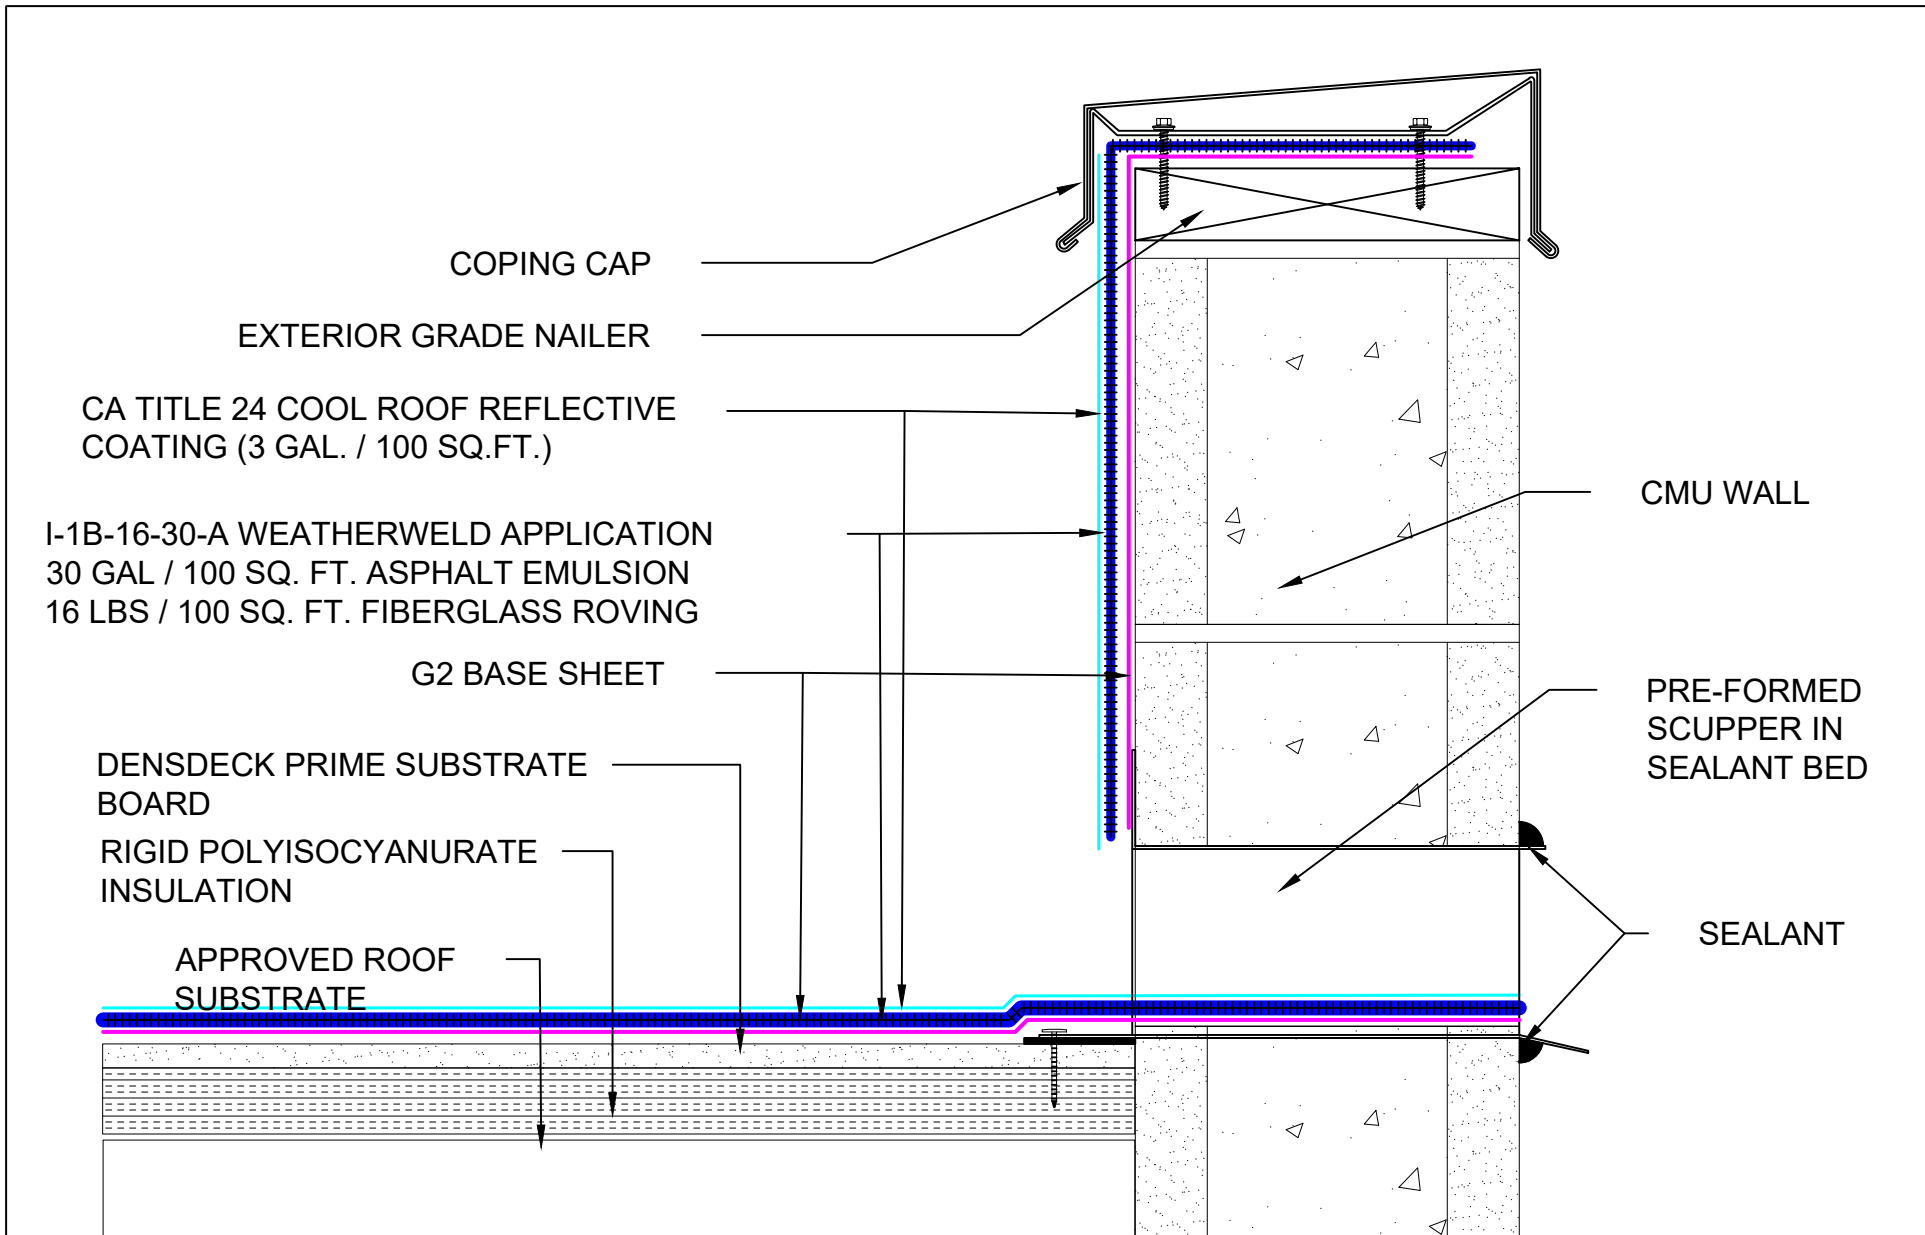 COPING CAP
EXTERIOR GRADE NAILER
CA TITLE 24 COOL ROOF REFLECTIVE
COATING (3 GAL. / 100 SQ.FT.)
I-1B-16-30-A WEATHERWELD APPLICATION
30 GAL / 100 SQ. FT. ASPHALT EMULSION
16 LBS / 100 SQ. FT. FIBERGLASS ROVING
G2 BASE SHEET
DENSDECK PRIME SUBSTRATE
BOARD
RIGID POLYISOCYANURATE
INSULATION
APPROVED ROOF
SUBSTRATE
CMU WALL
PRE-FORMED
SCUPPER IN
SEALANT BED
SEALANT